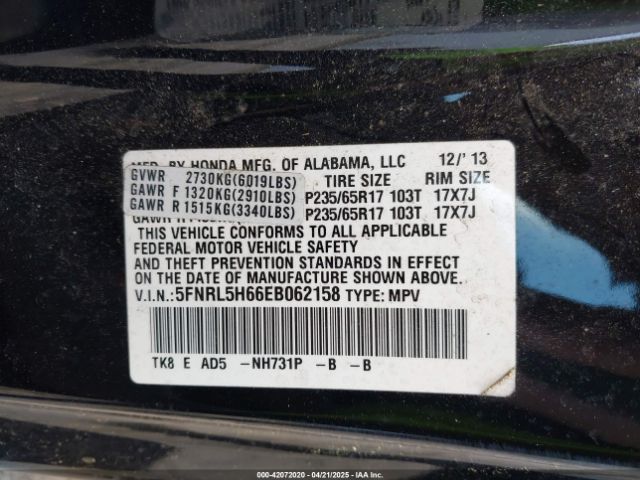 MFD. BY HONDA MFG. OF ALABAMA, LLC 12/'13
GVWR 2730KG(6019LBS) TIRE SIZE RIM SIZE
GAWR F 1320KG(2910LBS) P235/65R17 103T 17X7J
GAWR R 1515KG(3340LBS) P235/65R17 103T 17X7J
THIS VEHICLE CONFORMS TO ALL APPLICABLE
FEDERAL MOTOR VEHICLE SAFETY
AND THEFT PREVENTION STANDARDS IN EFFECT
ON THE DATE OF MANUFACTURE SHOWN ABOVE.
V.I.N.:5FNRL5H66EB062158 TYPE: MPV
TK8 E AD5 -NH731P -B -B
000-42072020 - 04/21/2025 - IAAI.com